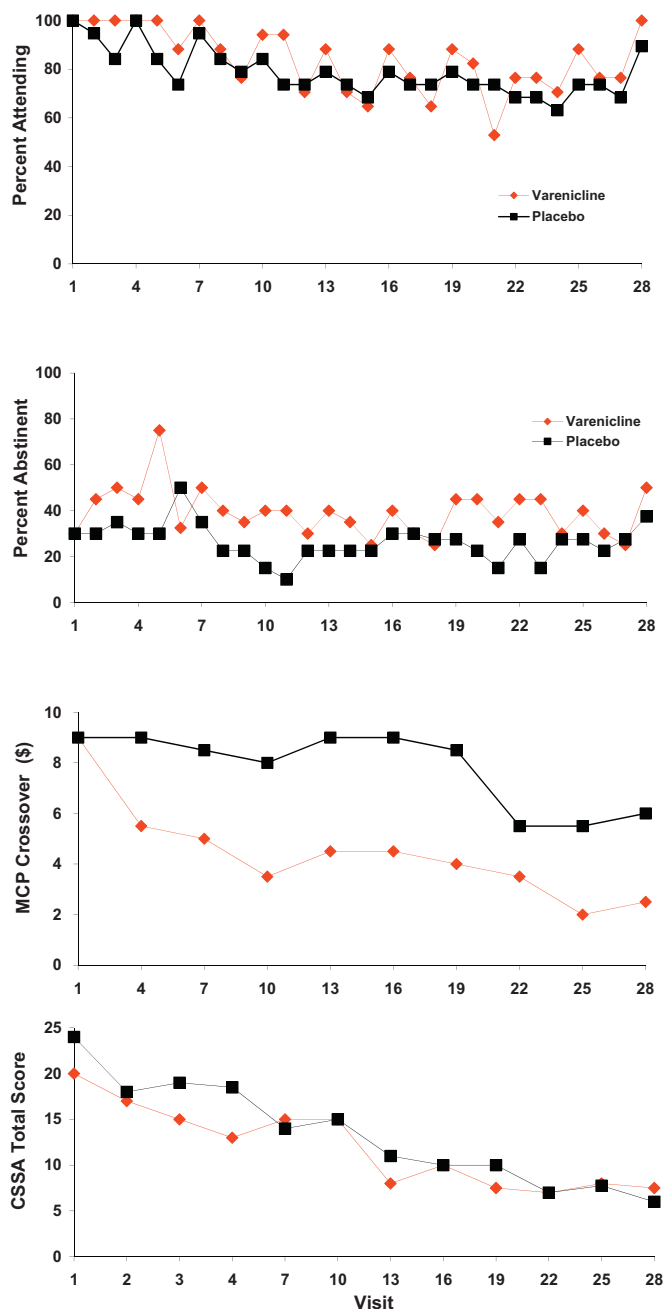 Percent Attending
100
80
60
40
20
0
Varenicline
Placebo
1 4 7 10 13 16 19 22 25 28
Percent Abstinent
100
80
60
40
20
0
Varenicline
Placebo
1 4 7 10 13 16 19 22 25 28
MCP Crossover ($)
10
8
6
4
2
0
1 4 7 10 13 16 19 22 25 28
CSSA Total Score
25
20
15
10
5
0
1 2 3 4 7 10 13 16 19 22 25 28
Visit